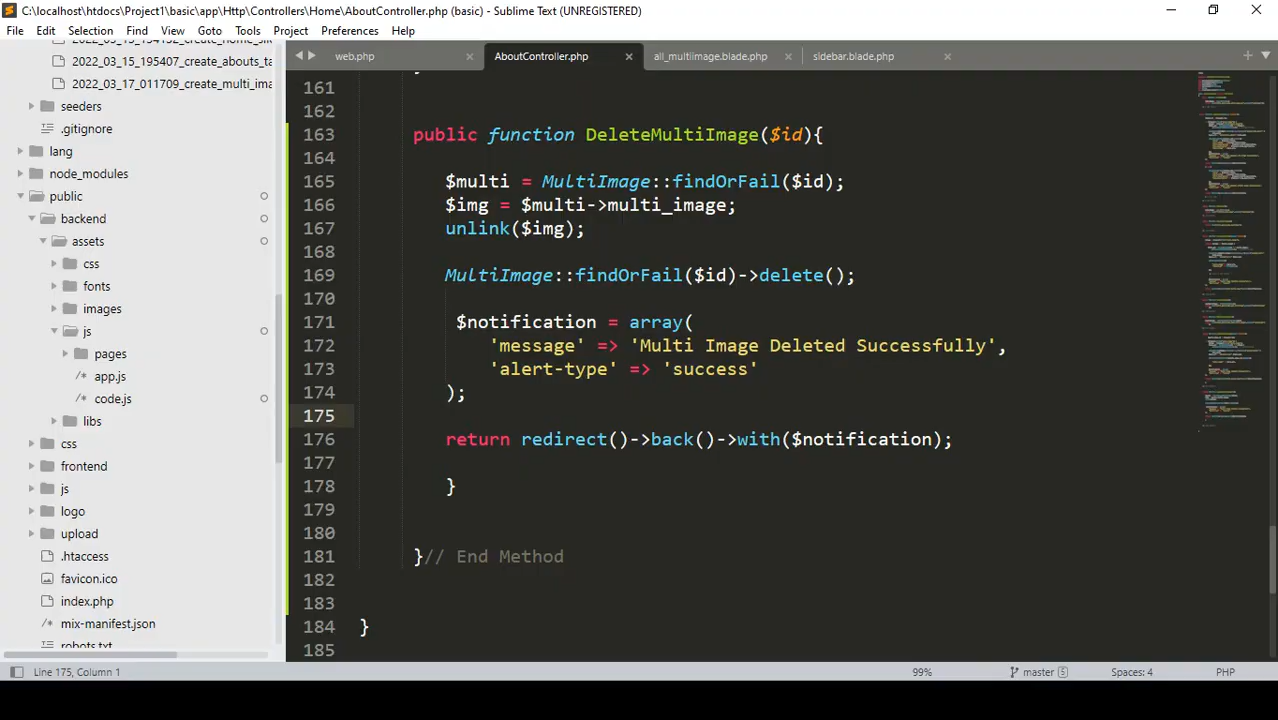 C:\localhost\htdocs\Project1\basic\app\Http\Controllers\Home\AboutController.php (basic) - Sublime Text (UNREGISTERED)
File Edit Selection Find View Goto Tools Project Preferences Help
web.php AboutController.php all_multiimage.blade.php sidebar.blade.php
2022_03_15_195407_create_abouts_ta
2022_03_17_011709_create_multi_ima
seeders
.gitignore
lang
node_modules
public
backend
assets
css
fonts
images
js
pages
app.js
code.js
libs
css
frontend
js
logo
upload
.htaccess
favicon.ico
index.php
mix-manifest.json
robots.txt
161
162
163 public function DeleteMultiImage($id){
164
165 $multi = MultiImage::findOrFail($id);
166 $img = $multi->multi_image;
167 unlink($img);
168
169 MultiImage::findOrFail($id)->delete();
170
171 $notification = array(
172 'message' => 'Multi Image Deleted Successfully',
173 'alert-type' => 'success'
174 );
175
176 return redirect()->back()->with($notification);
177
178 }
179
180
181 }// End Method
182
183
184 }
185
Line 175, Column 1 99% master 5 Spaces: 4 PHP